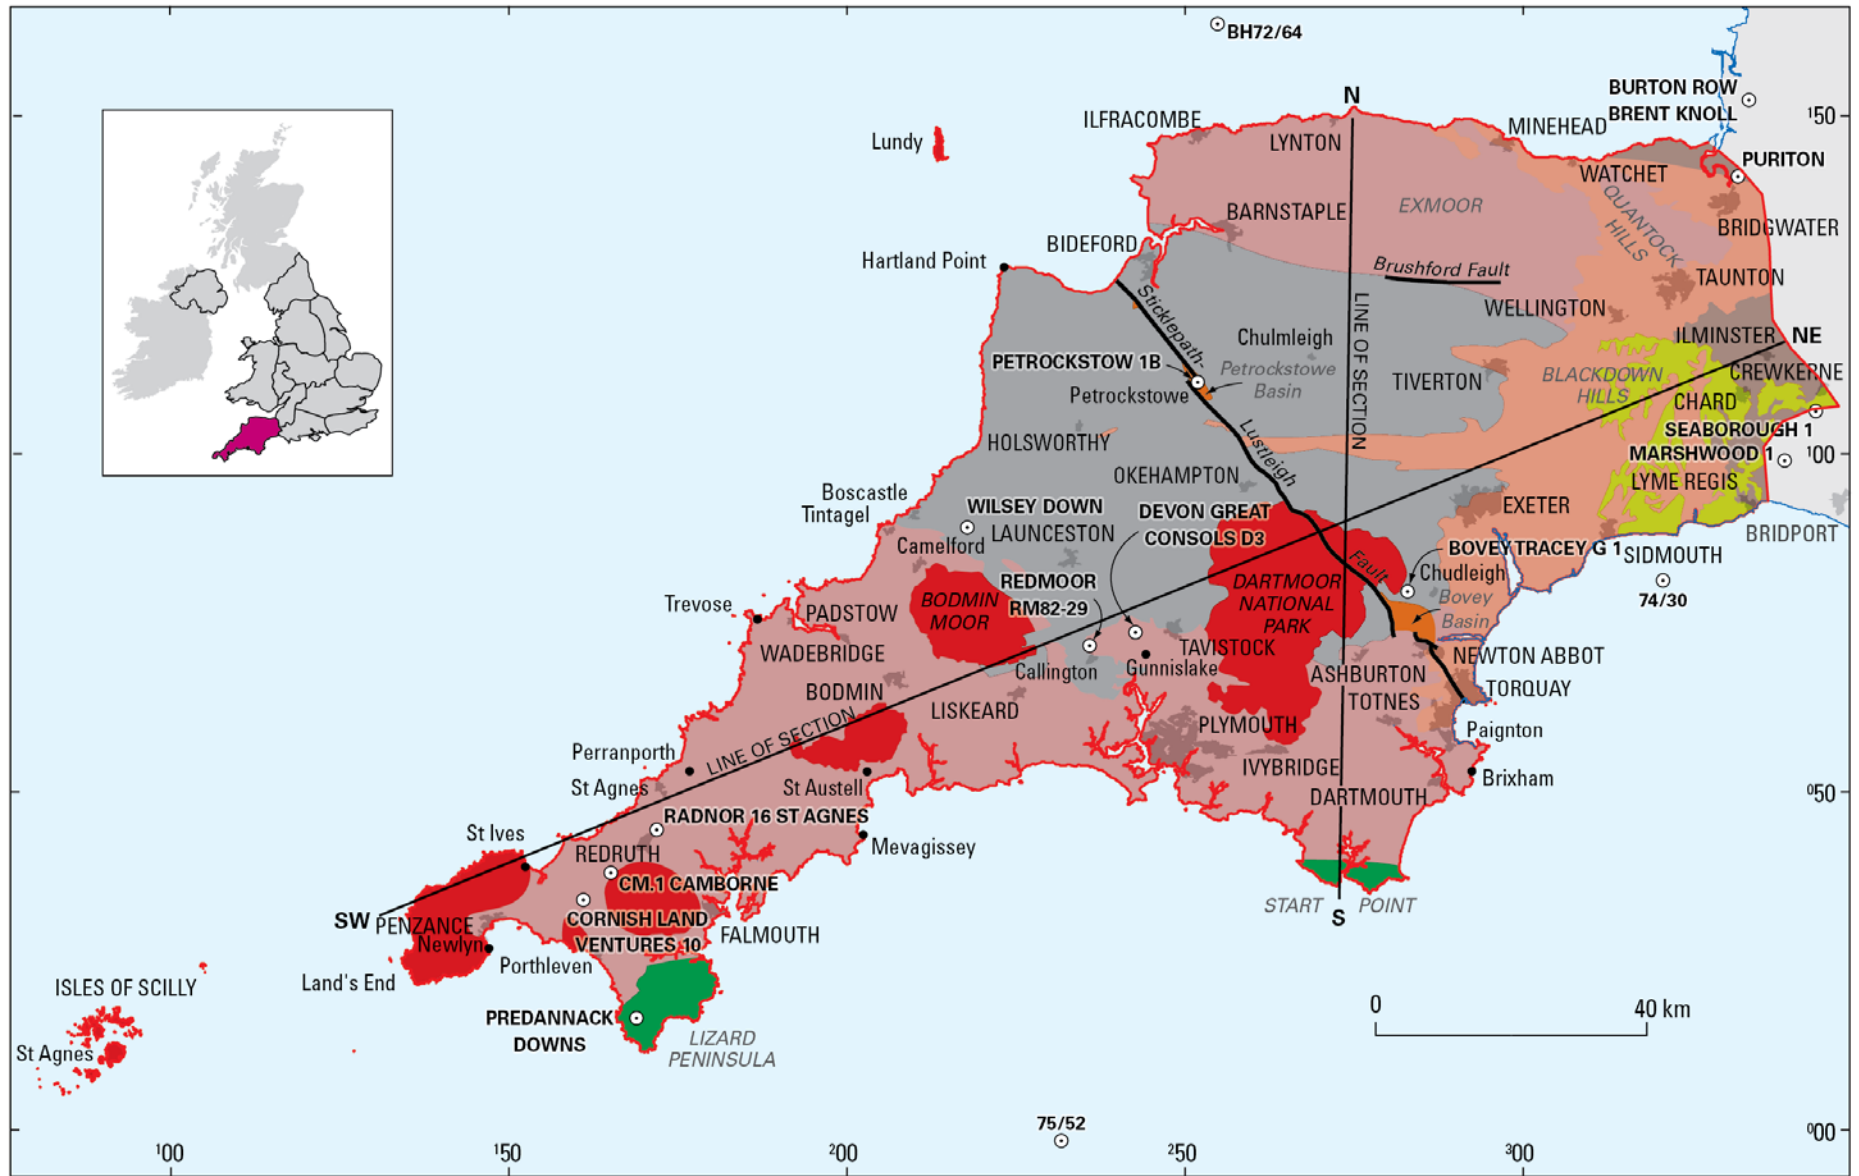 BH72/64
BURTON ROW
BRENT KNOLL
150
N
ILFRACOMBE
MINEHEAD
Lundy
LYNTON
PURITON
WATCHET
QUANTOCK
HILLS
EXMOOR
BARNSTAPLE
BRIDGWATER
BIDEFORD
Hartland Point
Brushford Fault
TAUNTON
Sticklepath-
LINE OF SECTION
WELLINGTON
Chulmleigh
ILMINSTER
NE
PETROCKSTOW 1B
Petrockstowe
Basin
BLACKDOWN
HILLS
CREWKERNE
TIVERTON
Petrockstowe
CHARD
SEABOROUGH 1
HOLSWORTHY
Lustleigh
MARSHWOOD 1
100
OKEHAMPTON
LYME REGIS
Boscastle
Tintagel
WILSEY DOWN
DEVON GREAT
CONSOLS D3
EXETER
LAUNCESTON
BRIDPORT
Camelford
Fault
BOVEY TRACEY G 1
SIDMOUTH
REDMOOR
RM82-29
DARTMOOR
NATIONAL
PARK
Chudleigh
Bovey
Basin
74/30
BODMIN
MOOR
Trevose
PADSTOW
WADEBRIDGE
TAVISTOCK
NEWTON ABBOT
Callington
Gunnislake
ASHBURTON
TORQUAY
BODMIN
TOTNES
LISKEARD
PLYMOUTH
Paignton
LINE OF SECTION
Perranporth
IVYBRIDGE
Brixham
St Agnes
St Austell
DARTMOUTH
050
RADNOR 16 ST AGNES
St Ives
Mevagissey
REDRUTH
CM.1 CAMBORNE
START
S
POINT
SW
PENZANCE
CORNISH LAND
VENTURES 10
FALMOUTH
Newlyn
Porthleven
Land's End
ISLES OF SCILLY
0
40 km
PREDANNACK
DOWNS
LIZARD
PENINSULA
St Agnes
75/52
000
100
150
200
250
300